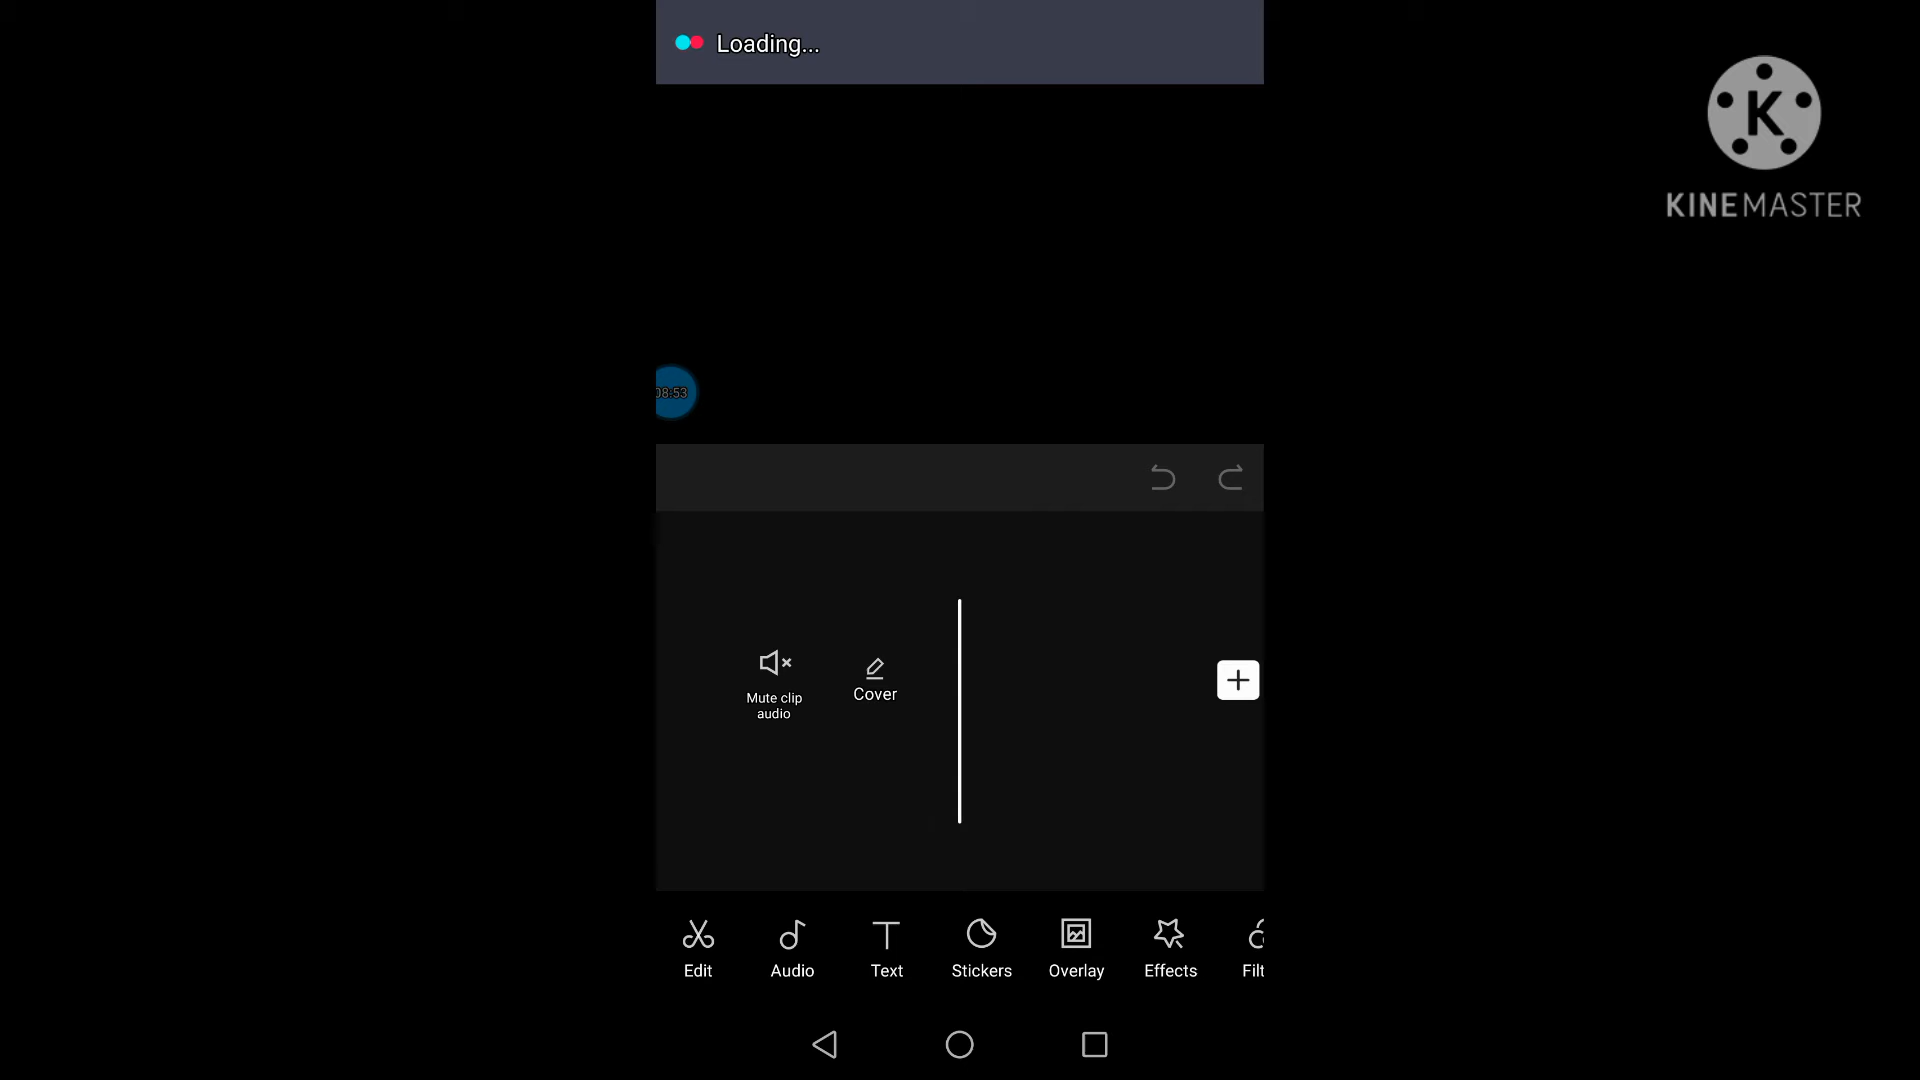 Loading...
KINEMASTER
08:53
Mute clip
audio
Cover
Edit
Audio
Text
Stickers
Overlay
Effects
Filt